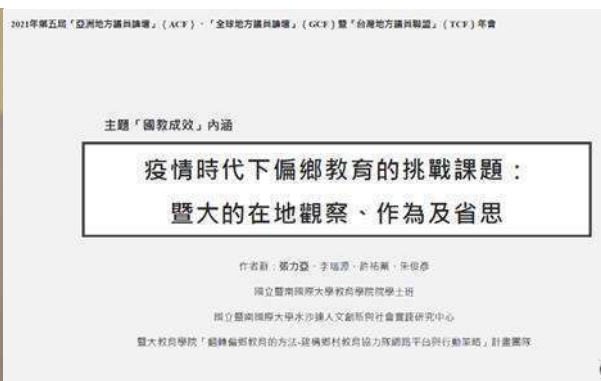 2021年第五屆「亞洲地方議員論壇」（ACF）、「全球地方議員論壇」（GCF）暨「台灣地方議員聯盟」（TCF）年會
主題「國教成效」內涵
疫情時代下偏鄉教育的挑戰課題：
暨大的在地觀察、作為及省思
作者群：張力亞、李瑞源、許祐薰、朱俊彥
國立暨南國際大學教育學院院學士班
國立暨南國際大學水沙連人文創新與社會實踐研究中心
暨大教育學院「翻轉偏鄉教育的方法-建構鄉村教育協力隊網路平台與行動策略」計畫團隊